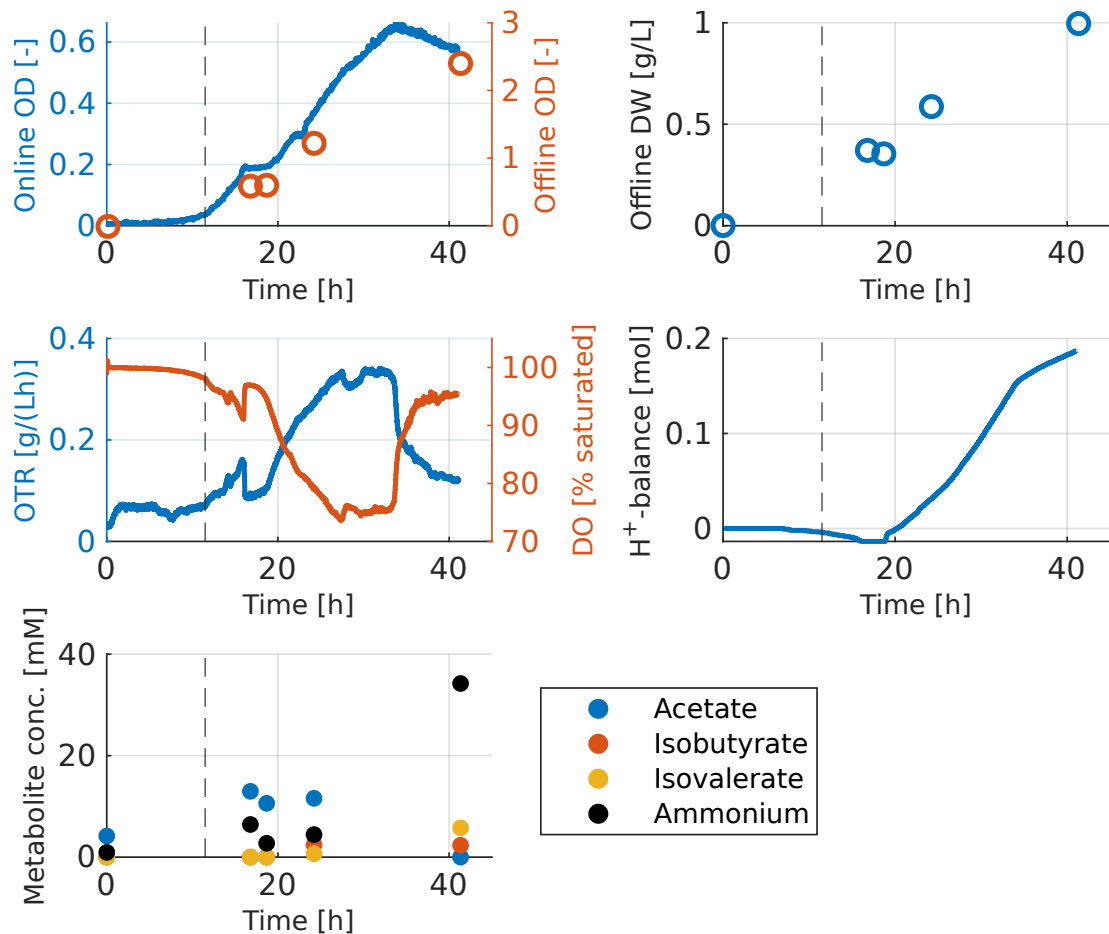 Online OD [-]
0.6
0.4
0.2
0
0 20 40
Time [h]
3
2
1
0
Offline OD [-]
Offline DW [g/L]
1
0.5
0
0 20 40
Time [h]
OTR [g/(Lh)]
0.4
0.2
0
0 20 40
Time [h]
100
90
80
70
DO [% saturated]
H⁺-balance [mol]
0.2
0.1
0
0 20 40
Time [h]
Metabolite conc. [mM]
40
20
0
0 20 40
Time [h]
Acetate
Isobutyrate
Isovalerate
Ammonium